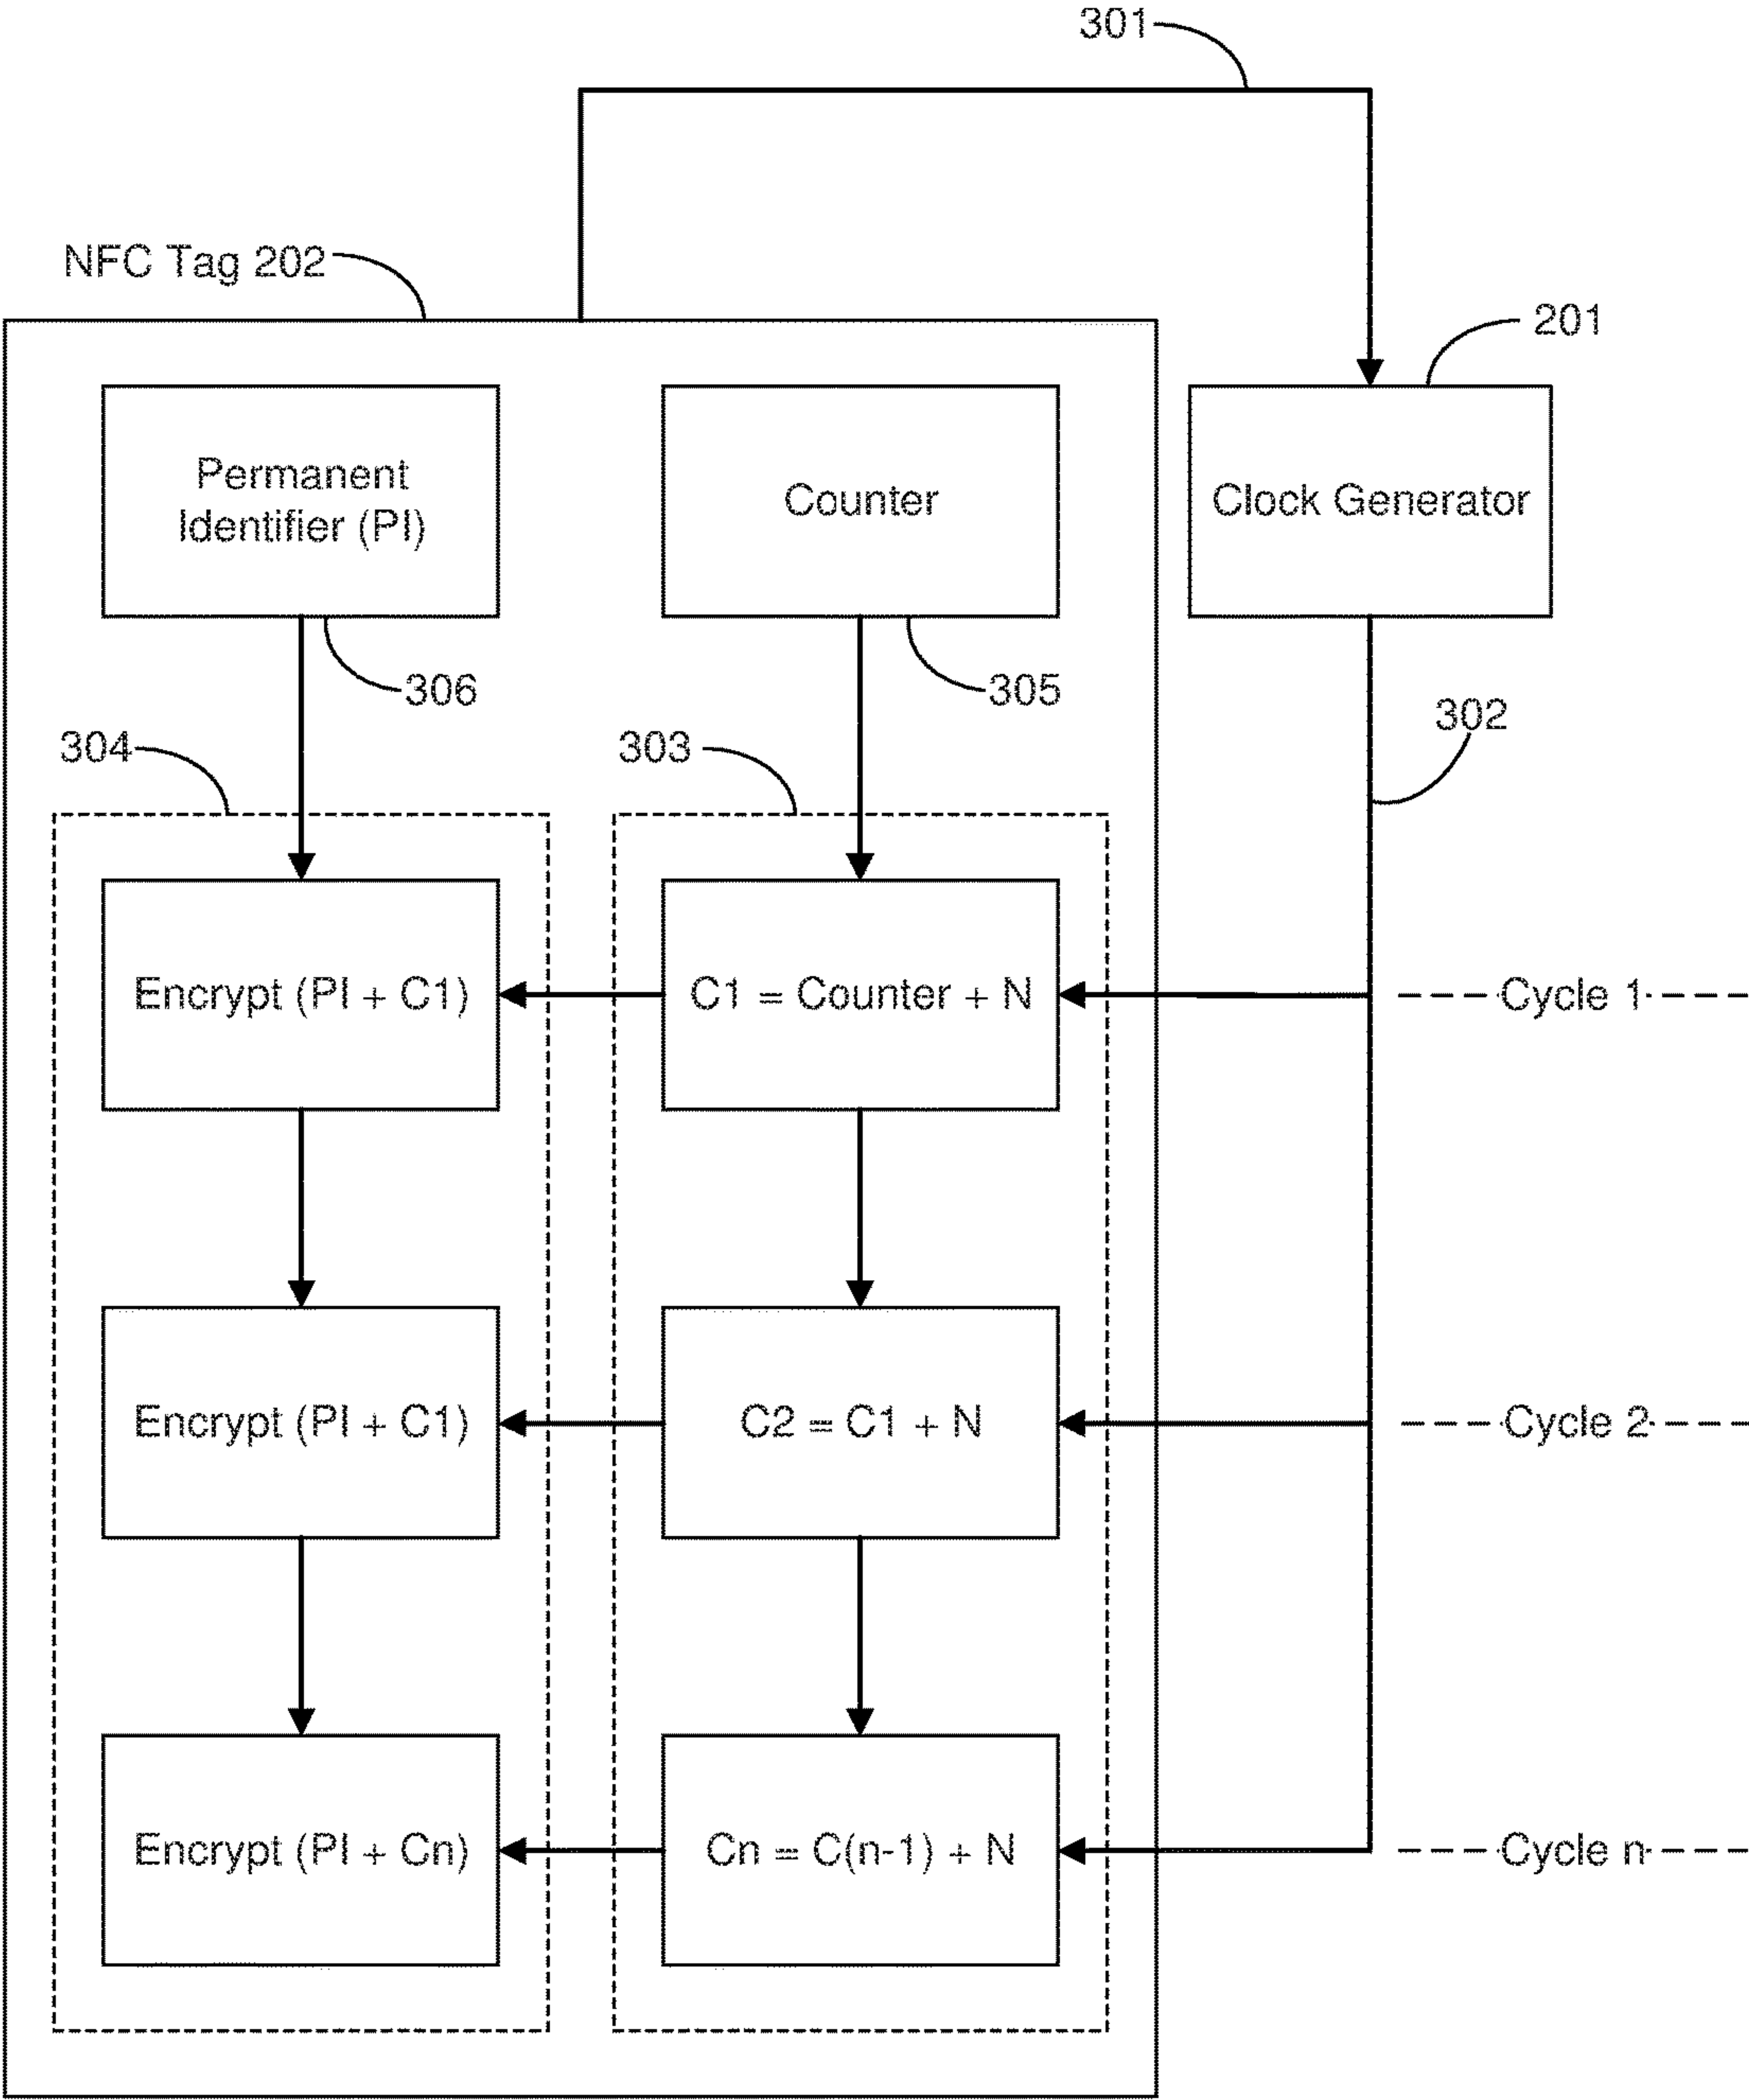 301
NFC Tag 202
201
Permanent
Identifier (PI)
Counter
Clock Generator
306
305
302
304
303
Encrypt (PI + C1)
C1 = Counter + N
Cycle 1
Encrypt (PI + C1)
C2 = C1 + N
Cycle 2
Encrypt (PI + Cn)
Cn = C(n-1) + N
Cycle n